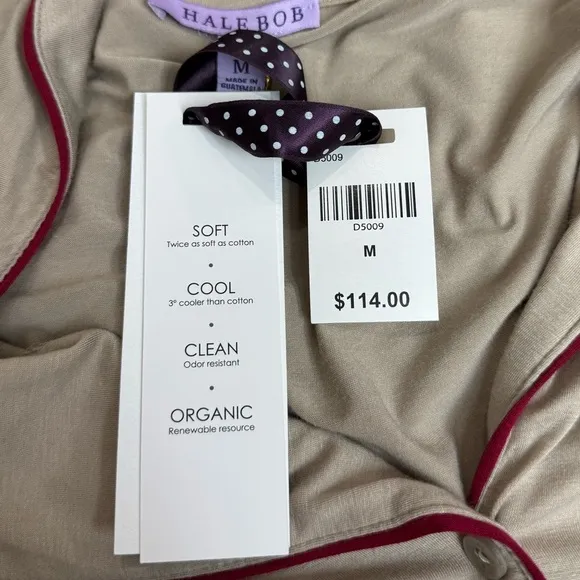 HALE BOB
M
MADE IN
GUATEMALA
D5009
D5009
M
$114.00
SOFT
Twice as soft as cotton
•
COOL
3° cooler than cotton
•
CLEAN
Odor resistant
•
ORGANIC
Renewable resource